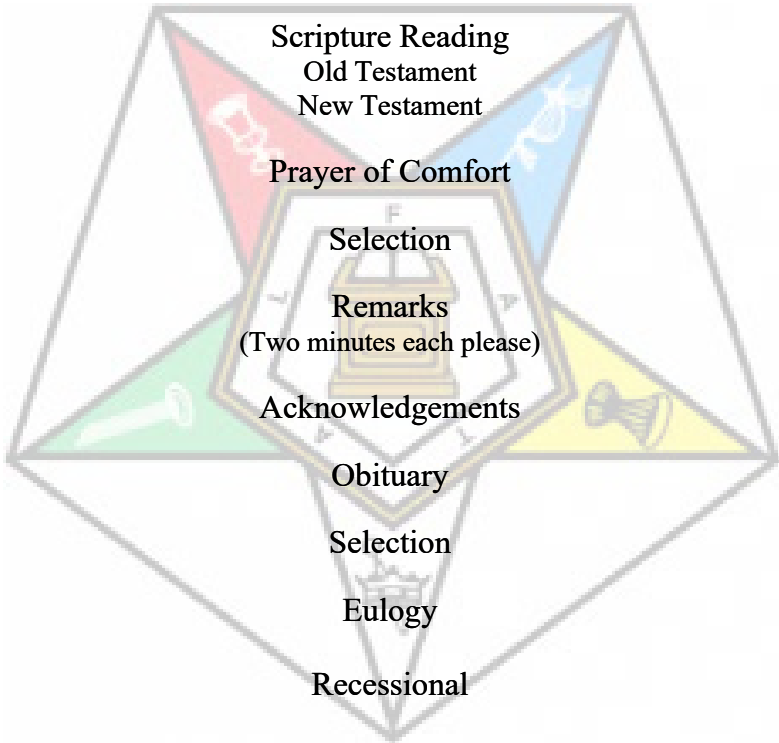 Scripture Reading
Old Testament
New Testament
Prayer of Comfort
F
Selection
A
Remarks
(Two minutes each please)
Acknowledgements
T
A
Obituary
Selection
Eulogy
Recessional